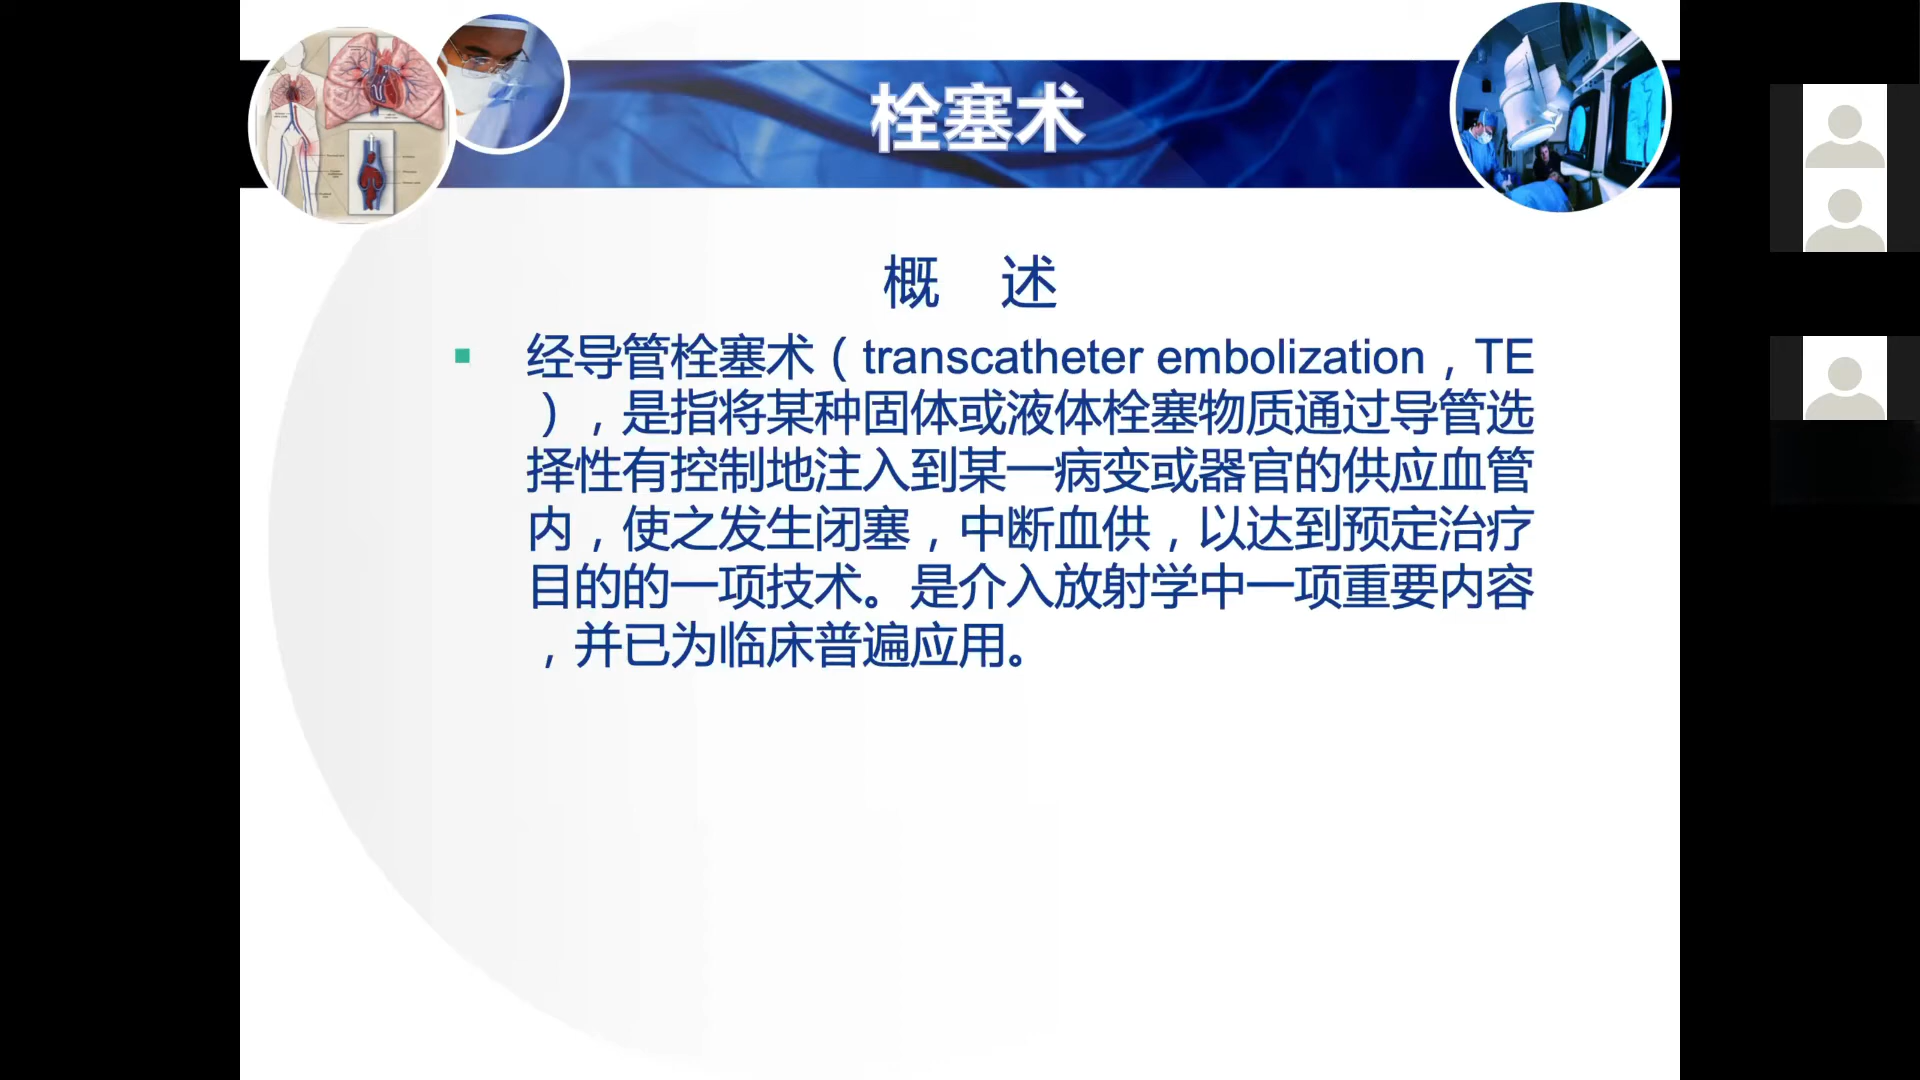 栓塞术
概 述
经导管栓塞术（transcatheter embolization，TE
），是指将某种固体或液体栓塞物质通过导管选
择性有控制地注入到某一病变或器官的供应血管
内，使之发生闭塞，中断血供，以达到预定治疗
目的的一项技术。是介入放射学中一项重要内容
，并已为临床普遍应用。